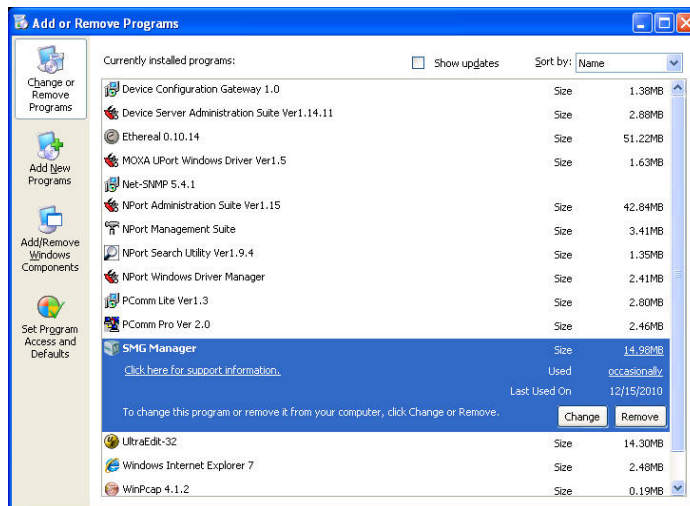 Add or Remove Programs
Change or
Remove
Programs
Add New
Programs
Add/Remove
Windows
Components
Set Program
Access and
Defaults
Currently installed programs:
Show updates
Sort by: Name
Device Configuration Gateway 1.0 Size 1.38MB
Device Server Administration Suite Ver1.14.11 Size 2.88MB
Ethereal 0.10.14 Size 51.22MB
MOXA UPort Windows Driver Ver1.5 Size 1.63MB
Net-SNMP 5.4.1
NPort Administration Suite Ver1.15 Size 42.84MB
NPort Management Suite Size 3.41MB
NPort Search Utility Ver1.9.4 Size 1.35MB
NPort Windows Driver Manager Size 2.41MB
PComm Lite Ver1.3 Size 2.80MB
PComm Pro Ver 2.0 Size 2.46MB
SMG Manager Size 14.98MB
Click here for support information. Used occasionally
Last Used On 12/15/2010
To change this program or remove it from your computer, click Change or Remove. Change Remove
UltraEdit-32 Size 14.30MB
Windows Internet Explorer 7 Size 2.48MB
WinPcap 4.1.2 Size 0.19MB